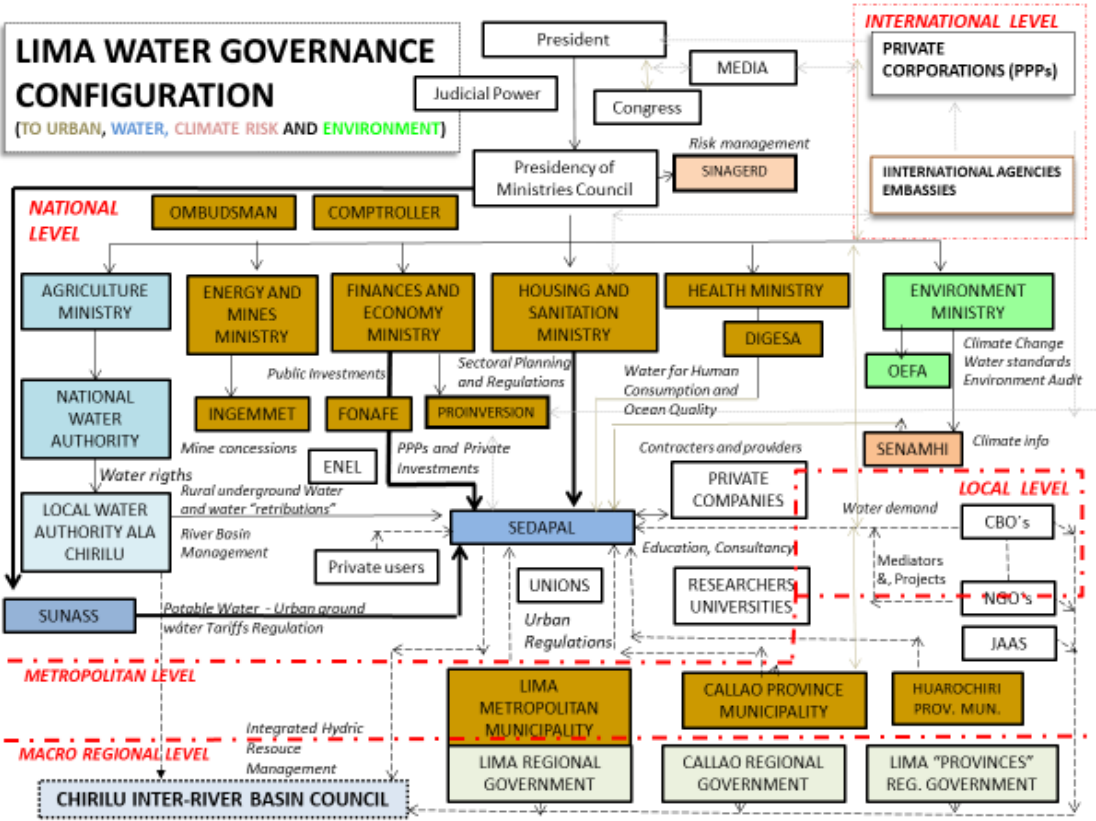 LIMA WATER GOVERNANCE
CONFIGURATION
(TO URBAN, WATER, CLIMATE RISK AND ENVIRONMENT)
President
MEDIA
Judicial Power
Congress
INTERNATIONAL LEVEL
PRIVATE
CORPORATIONS (PPPs)
IINTERNATIONAL AGENCIES
EMBASSIES
Presidency of
Ministries Council
Risk management
SINAGERD
NATIONAL
LEVEL
OMBUDSMAN
COMPTROLLER
AGRICULTURE
MINISTRY
ENERGY AND
MINES
MINISTRY
FINANCES AND
ECONOMY
MINISTRY
HOUSING AND
SANITATION
MINISTRY
HEALTH MINISTRY
DIGESA
ENVIRONMENT
MINISTRY
OEFA
Climate Change
Water standards
Environment Audit
Public Investments
Sectoral Planning
and Regulations
Water for Human
Consumption and
Ocean Quality
NATIONAL
WATER
AUTHORITY
INGEMMET
FONAFE
PROINVERSION
SENAMHI
Climate info
Mine concessions
ENEL
PPPs and Private
Investments
Contracters and providers
PRIVATE
COMPANIES
LOCAL LEVEL
Water rigths
LOCAL WATER
AUTHORITY ALA
CHIRILU
Rural underground Water
and water "retributions"
River Basin
Management
SEDAPAL
Water demand
CBO's
Private users
Education, Consultancy
Mediators
&, Projects
UNIONS
RESEARCHERS
UNIVERSITIES
NGO's
SUNASS
Potable Water - Urban ground
wáter Tariffs Regulation
Urban
Regulations
JAAS
METROPOLITAN LEVEL
LIMA
METROPOLITAN
MUNICIPALITY
CALLAO PROVINCE
MUNICIPALITY
HUAROCHIRI
PROV. MUN.
MACRO REGIONAL LEVEL
Integrated Hydric
Resouce
Management
LIMA REGIONAL
GOVERNMENT
CALLAO REGIONAL
GOVERNMENT
LIMA "PROVINCES"
REG. GOVERNMENT
CHIRILU INTER-RIVER BASIN COUNCIL